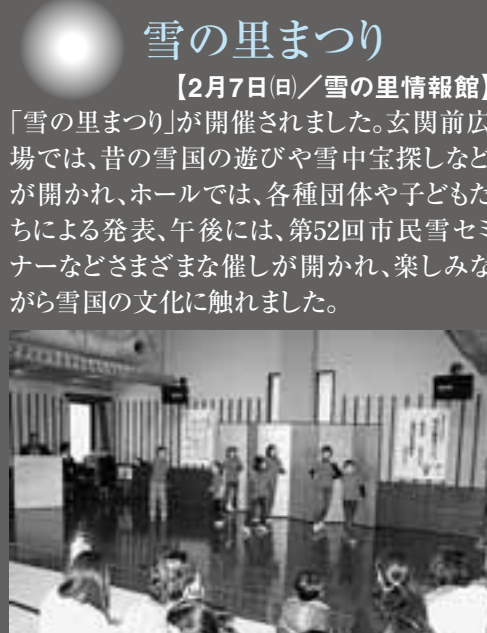 雪の里まつり
【2月7日㈰／雪の里情報館】
「雪の里まつり」が開催されました。玄関前広
場では、昔の雪国の遊びや雪中宝探しなど
が開かれ、ホールでは、各種団体や子どもた
ちによる発表、午後には、第52回市民雪セミ
ナーなどさまざまな催しが開かれ、楽しみな
がら雪国の文化に触れました。